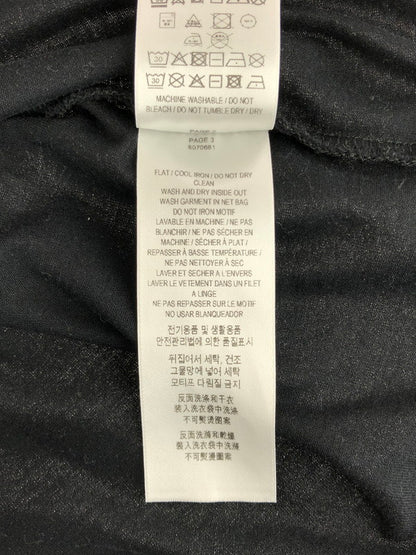 MACHINE WASHABLE / DO NOT
BLEACH / DO NOT TUMBLE DRY / DRY
PAGE 3
FLAT / COOL IRON / DO NOT DRY
CLEAN
WASH AND DRY INSIDE OUT
WASH GARMENT IN NET BAG
DO NOT IRON MOTIF
LAVABLE EN MACHINE / NE PAS
BLANCHIR / NE PAS SÉCHER EN
MACHINE / SÉCHER À PLAT /
REPASSER À BASSE TEMPÉRATURE /
NE PAS NETTOYER À SEC
LAVER ET SECHER A L'ENVERS
LAVER LE VETEMENT DANS UN FILET
A LINGE
NE PAS REPASSER SUR LE MOTIF
NO USAR BLANQUEADOR
전기용품 및 생활용품
안전관리법에 의한 품질표시
뒤집어서 세탁, 건조
그물망에 넣어 세탁
모티프 다림질 금지
反面洗涤和干衣
装入洗衣袋中洗涤
不可熨烫图案
反面洗滌和乾燥
裝入洗衣袋中洗滌
不可熨燙圖案